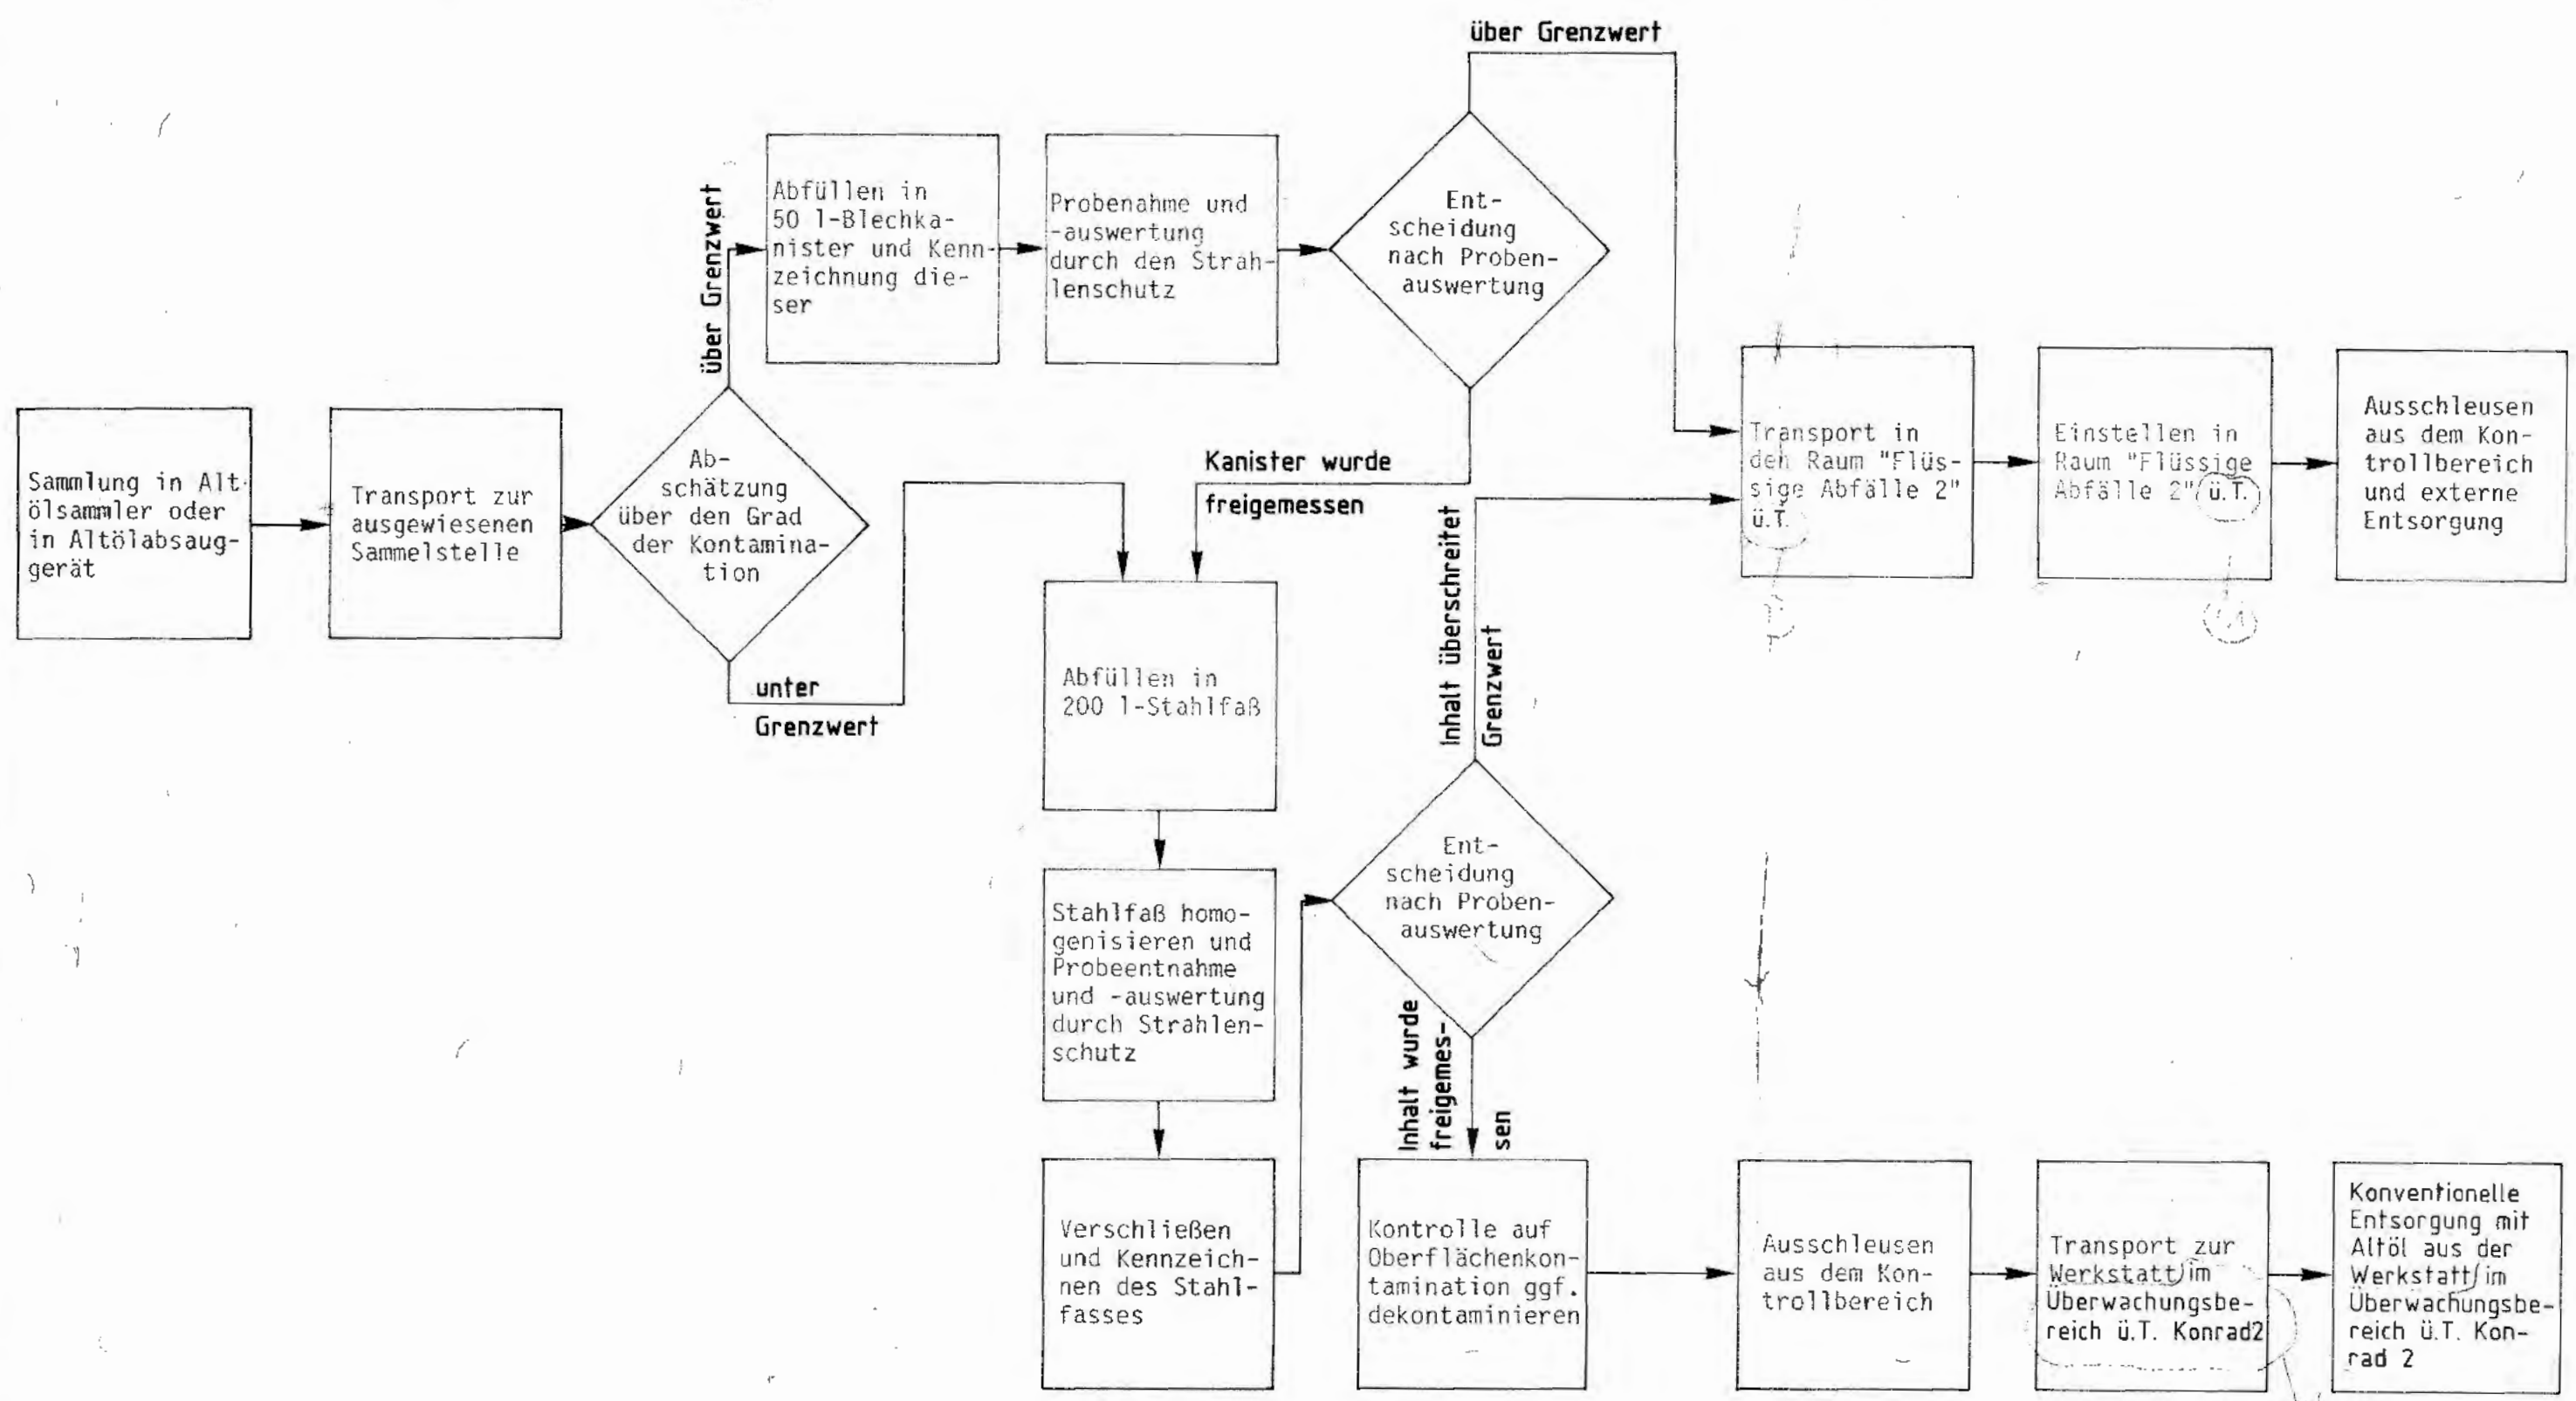 über Grenzwert
über Grenzwert
Abfüllen in
50 l-Blechka-
nister und Kenn-
zeichnung die-
ser
Probenahme und
-auswertung
durch den Strah-
lenschutz
Ent-
scheidung
nach Proben-
auswertung
Sammlung in Alt-
ölsammler oder
in Altölabsaug-
gerät
Transport zur
ausgewiesenen
Sammelstelle
Ab-
schätzung
über den Grad
der Kontamina-
tion
unter
Grenzwert
Kanister wurde
freigemessen
Transport in
den Raum "Flüs-
sige Abfälle 2"
ü.T.
Einstellen in
Raum "Flüssige
Abfälle 2" ü.T.
Ausschleusen
aus dem Kon-
trollbereich
und externe
Entsorgung
Abfüllen in
200 l-Stahlfaß
Inhalt überschreitet
Grenzwert
Stahlfaß homo-
genisieren und
Probeentnahme
und -auswertung
durch Strahlen-
schutz
Ent-
scheidung
nach Proben-
auswertung
Inhalt wurde
freigemes-
sen
Verschließen
und Kennzeich-
nen des Stahl-
fasses
Kontrolle auf
Oberflächenkon-
tamination ggf.
dekontaminieren
Ausschleusen
aus dem Kon-
trollbereich
Transport zur
Werkstatt im
Überwachungsbe-
reich ü.T. Konrad2
Konventionelle
Entsorgung mit
Altöl aus der
Werkstatt im
Überwachungsbe-
reich ü.T. Kon-
rad 2